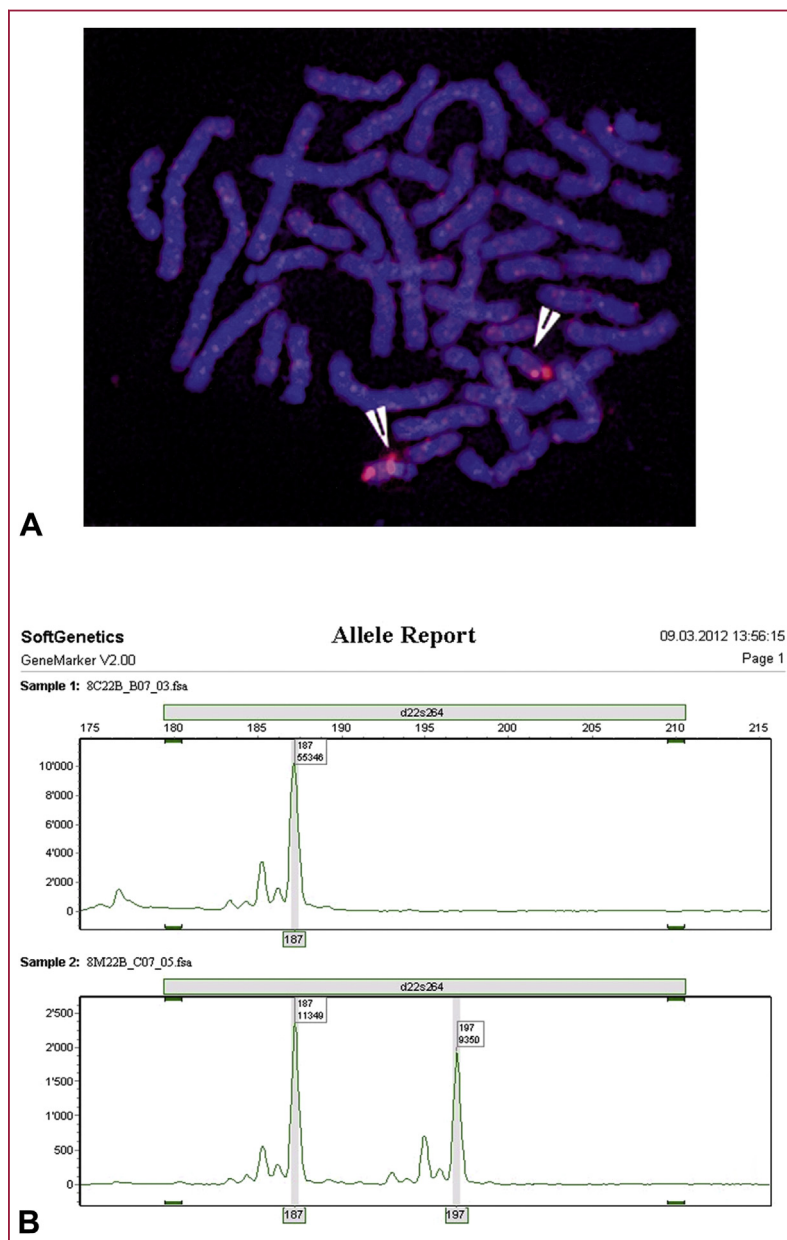 A
SoftGenetics
Allele Report
09.03.2012 13:56:15
GeneMarker V2.00
Page 1
Sample 1: 8C22B_B07_03.fsa
d22s264
175 180 185 190 195 200 205 210 215
187
55346
10'000
8'000
6'000
4'000
2'000
0
187
Sample 2: 8M22B_C07_05.fsa
d22s264
187
11349
197
9350
2'500
2'000
1'500
1'000
500
0
187 197
B